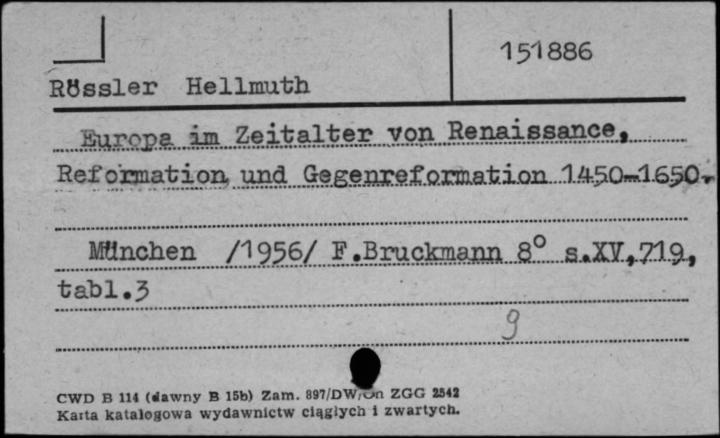 151886
Rössler Hellmuth
Europa im Zeitalter von Renaissance,
Reformation und Gegenreformation 1450-1650.
München /1956/ F.Bruckmann 8° s.XV,719,
tabl.3
9
CWD B 114 (dawny B 15b) Zam. 897/DW/Un ZGG 2542
Karta katalogowa wydawnictw ciągłych i zwartych.